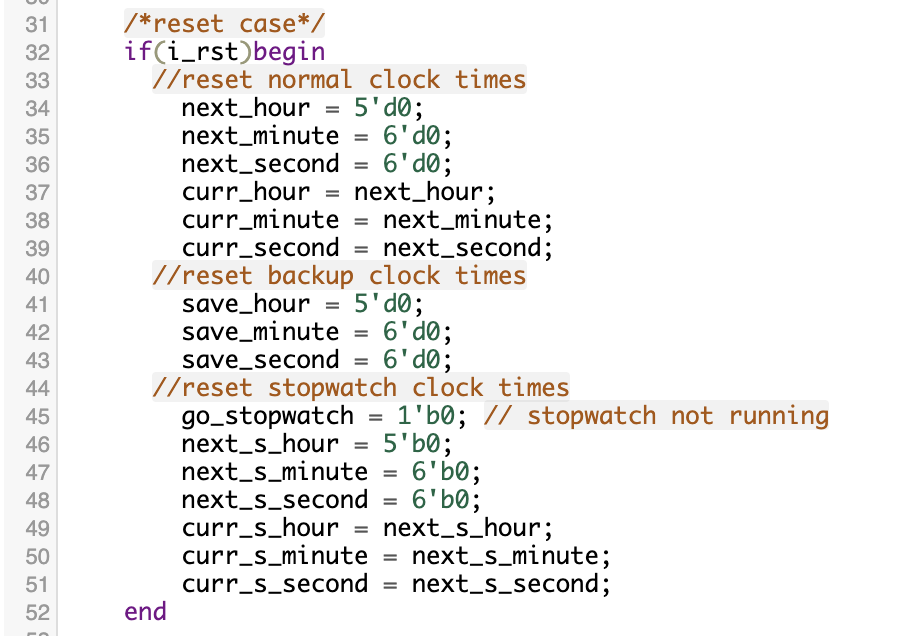 31 /*reset case*/
32 if(i_rst)begin
33 //reset normal clock times
34 next_hour = 5'd0;
35 next_minute = 6'd0;
36 next_second = 6'd0;
37 curr_hour = next_hour;
38 curr_minute = next_minute;
39 curr_second = next_second;
40 //reset backup clock times
41 save_hour = 5'd0;
42 save_minute = 6'd0;
43 save_second = 6'd0;
44 //reset stopwatch clock times
45 go_stopwatch = 1'b0; // stopwatch not running
46 next_s_hour = 5'b0;
47 next_s_minute = 6'b0;
48 next_s_second = 6'b0;
49 curr_s_hour = next_s_hour;
50 curr_s_minute = next_s_minute;
51 curr_s_second = next_s_second;
52 end